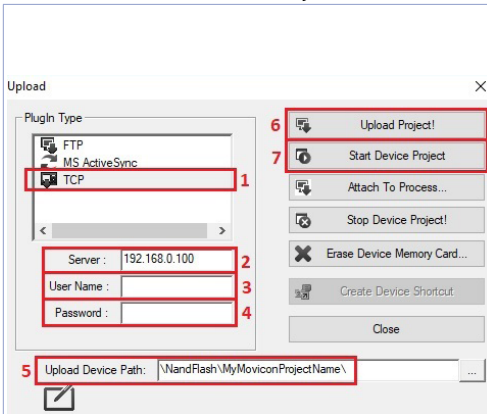 Upload
PlugIn Type
FTP
MS ActiveSync
TCP
1
Server : 192.168.0.100 2
User Name : 3
Password : 4
6 Upload Project!
7 Start Device Project
Attach To Process...
Stop Device Project!
Erase Device Memory Card...
Create Device Shortcut
Close
5 Upload Device Path: \NandFlash\MyMoviconProjectName\ ...